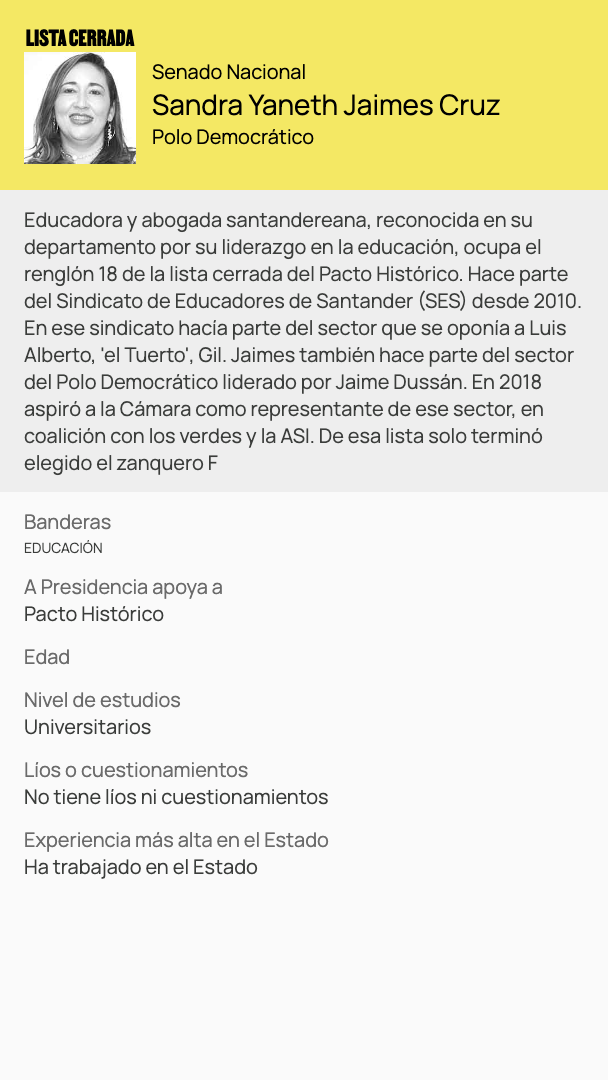 LISTA CERRADA
Senado Nacional
Sandra Yaneth Jaimes Cruz
Polo Democrático
Educadora y abogada santandereana, reconocida en su
departamento por su liderazgo en la educación, ocupa el
renglón 18 de la lista cerrada del Pacto Histórico. Hace parte
del Sindicato de Educadores de Santander (SES) desde 2010.
En ese sindicato hacía parte del sector que se oponía a Luis
Alberto, 'el Tuerto', Gil. Jaimes también hace parte del sector
del Polo Democrático liderado por Jaime Dussán. En 2018
aspiró a la Cámara como representante de ese sector, en
coalición con los verdes y la ASI. De esa lista solo terminó
elegido el zanquero F
Banderas
EDUCACIÓN
A Presidencia apoya a
Pacto Histórico
Edad
Nivel de estudios
Universitarios
Líos o cuestionamientos
No tiene líos ni cuestionamientos
Experiencia más alta en el Estado
Ha trabajado en el Estado